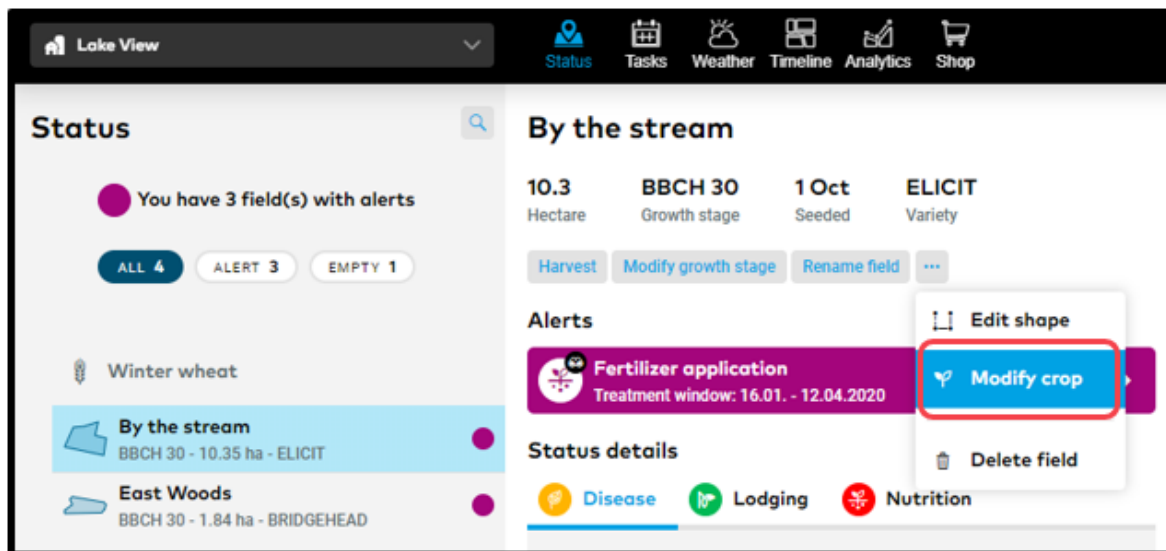 Lake View
Status
Tasks
Weather
Timeline
Analytics
Shop
Status
You have 3 field(s) with alerts
ALL 4
ALERT 3
EMPTY 1
Winter wheat
By the stream
BBCH 30 - 10.35 ha - ELICIT
East Woods
BBCH 30 - 1.84 ha - BRIDGEHEAD
By the stream
10.3 BBCH 30 1 Oct ELICIT
Hectare Growth stage Seeded Variety
Harvest Modify growth stage Rename field ...
Edit shape
Modify crop
Delete field
Alerts
Fertilizer application
Treatment window: 16.01. - 12.04.2020
Status details
Disease Lodging Nutrition